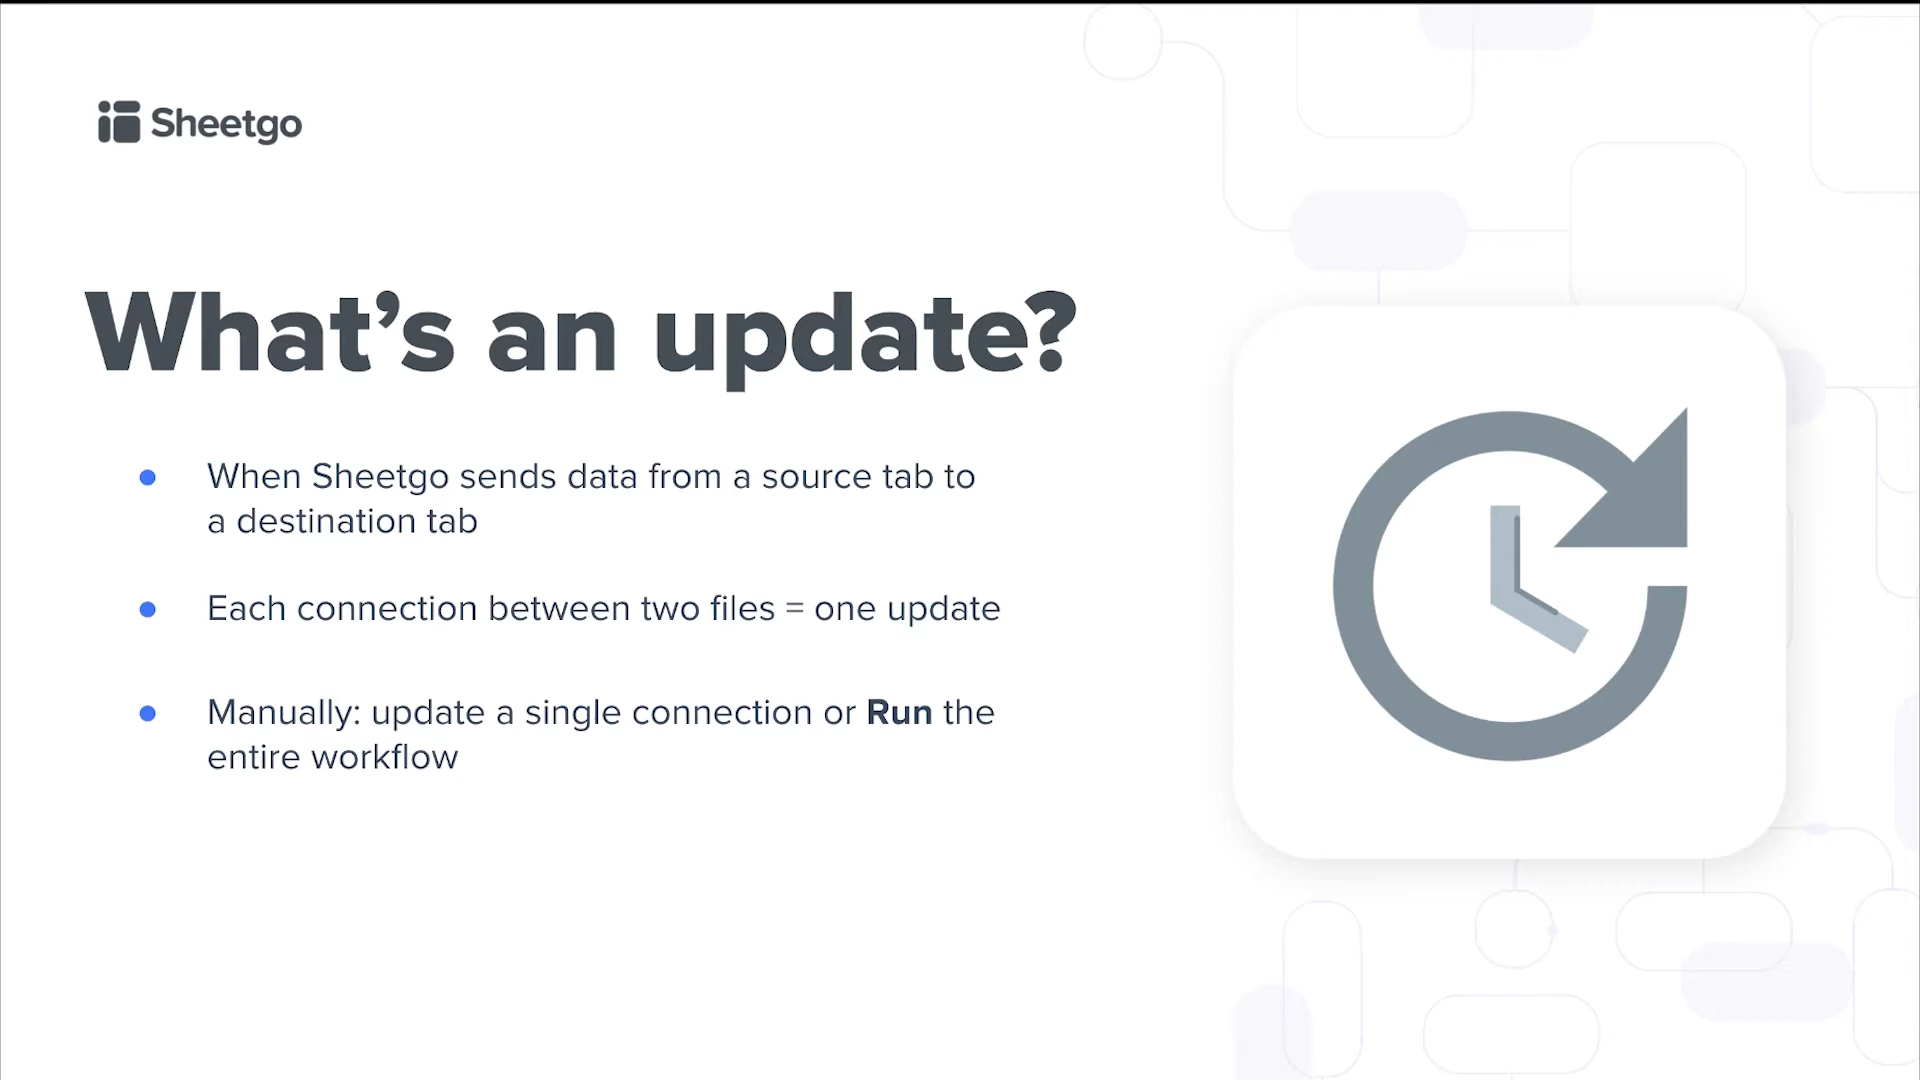 Sheetgo
What’s an update?
● When Sheetgo sends data from a source tab to
a destination tab
● Each connection between two files = one update
● Manually: update a single connection or Run the
entire workflow